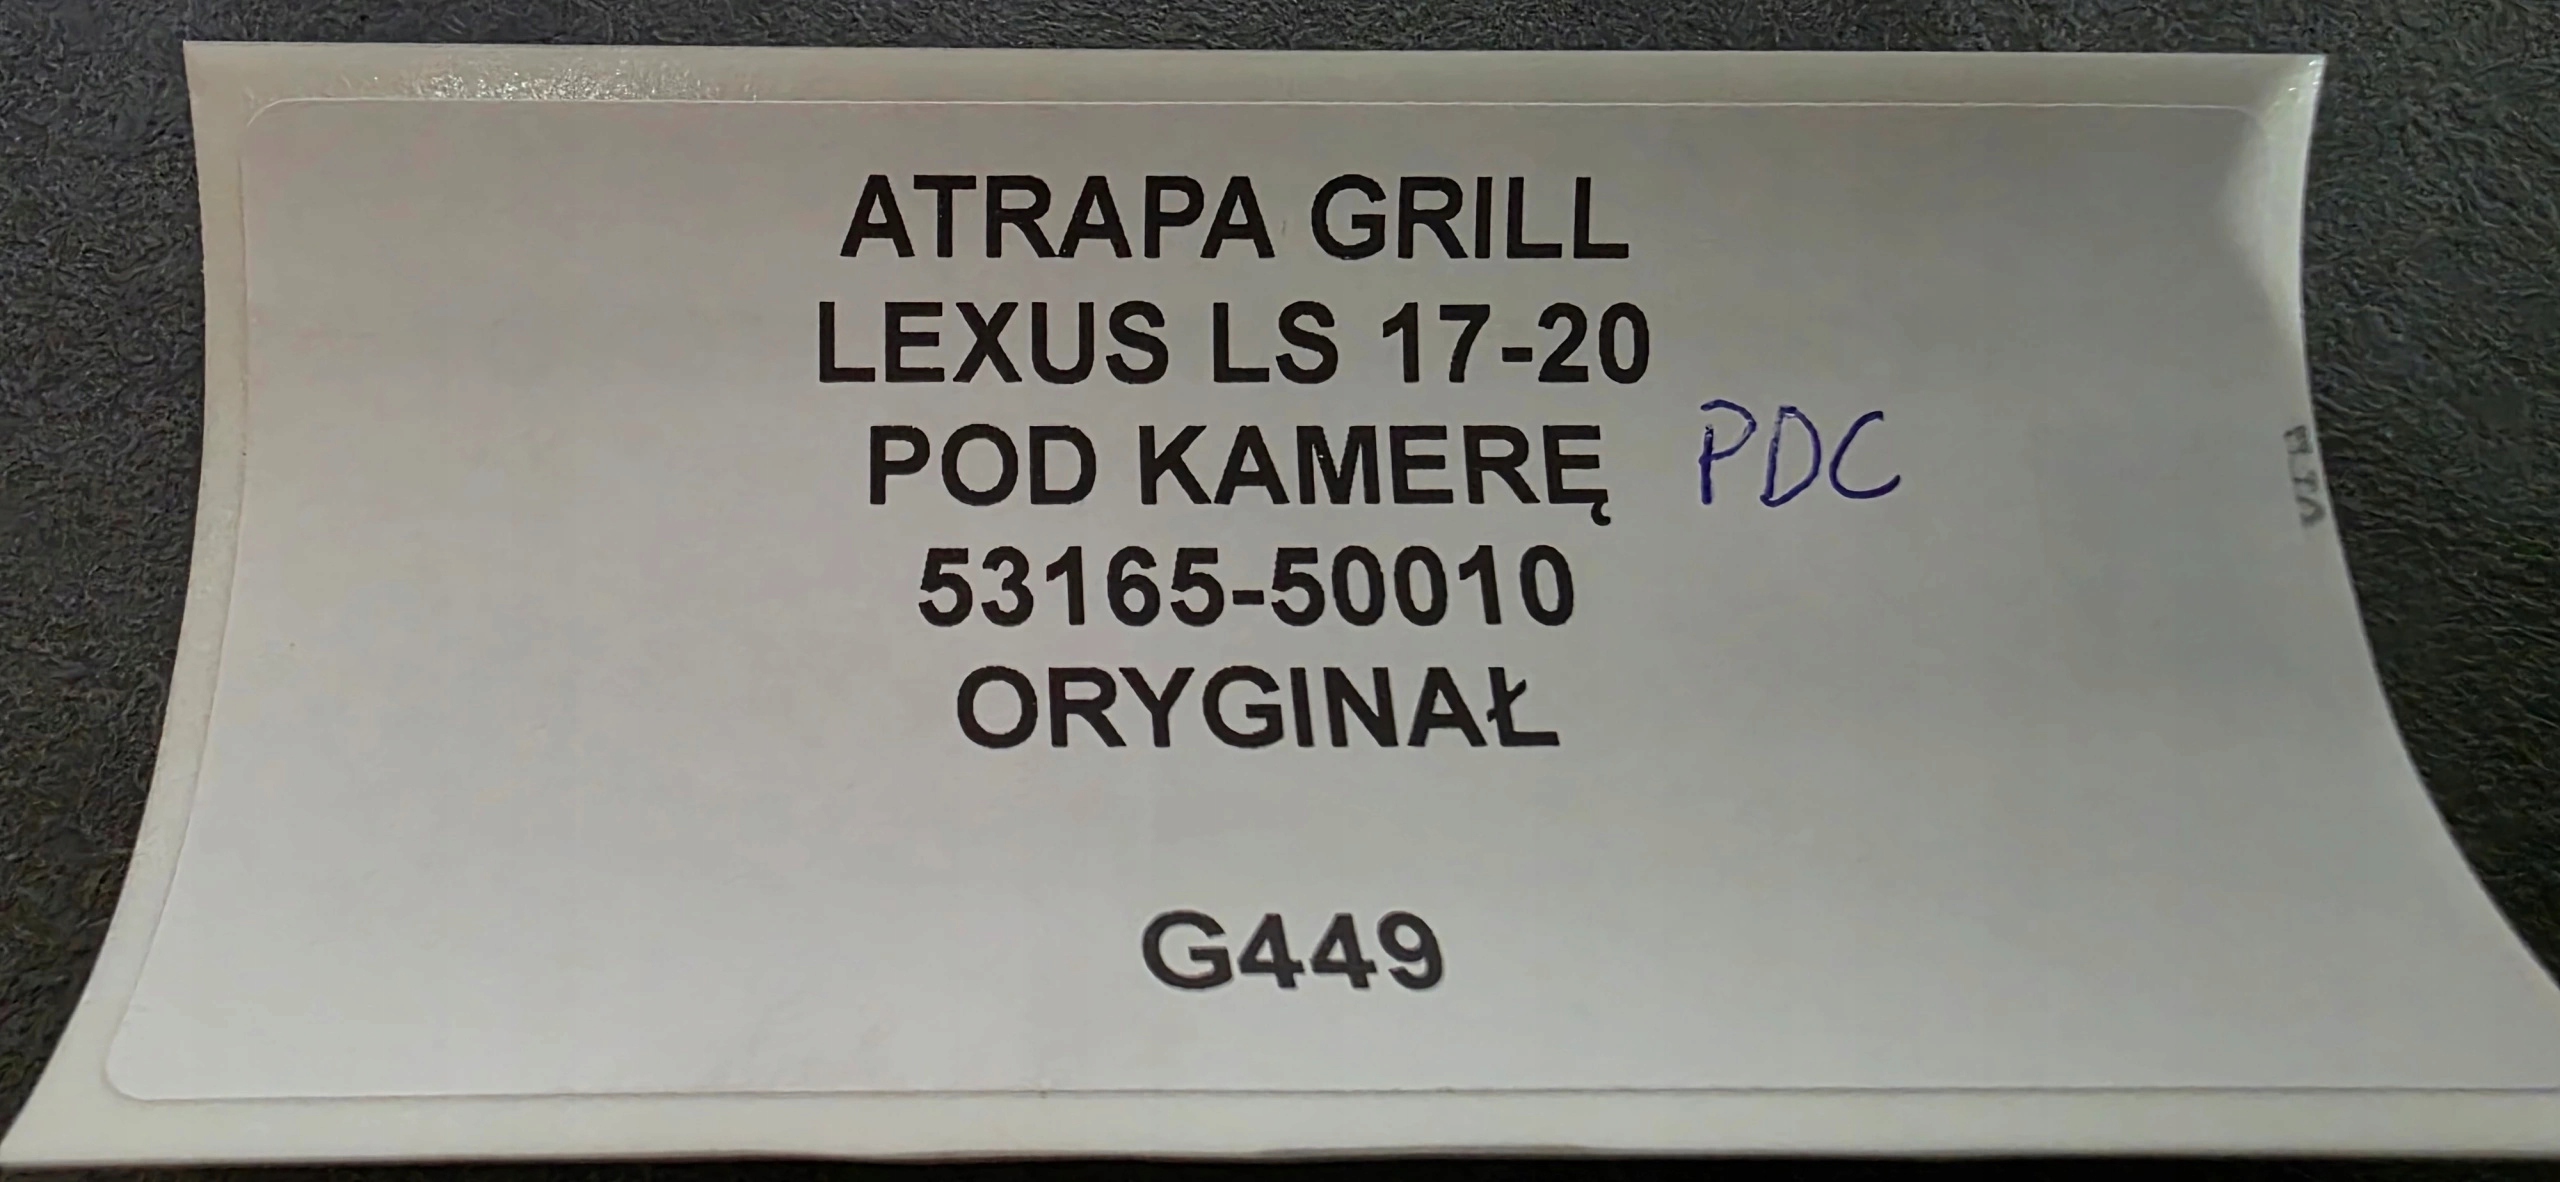 ATRAPA GRILL
LEXUS LS 17-20
POD KAMERĘ PDC
53165-50010
ORYGINAŁ
G449